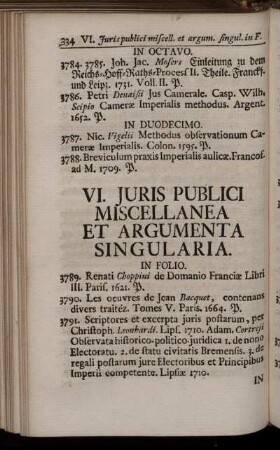 334 VI. Juris publici miscell. et argum. singul. in F.
IN OCTAVO.
3784. 3785. Joh. Jac. Mosers Einleitung zu dem
Reichs-Hoff-Raths-Proceß II. Theile. Franckf.
und Leipz. 1731. Voll. II. P.
3786. Petri Denaisii Jus Camerale. Casp. Wilh.
Scipio Cameræ Imperialis methodus. Argent.
1652. P.
IN DUODECIMO.
3787. Nic. Vigelii Methodus observationum Ca-
meræ Imperialis. Colon. 1595. P.
3788. Breviculum praxis Imperialis aulicæ. Francof.
ad M. 1709. P.
VI. JURIS PUBLICI
MISCELLANEA
ET ARGUMENTA
SINGULARIA.
IN FOLIO.
3789. Renati Choppini de Domanio Franciæ Libri
III. Paris. 1621. P.
3790. Les oeuvres de Jean Bacquet, contenans
divers traitéz. Tomes V. Paris. 1664. P.
3791. Scriptores et excerpta juris postarum, per
Christoph. Leonhardi. Lips. 1710. Adam. Cortreji
Observata historico-politico-juridica 1. de nono
Electoratu. 2. de statu civitatis Bremensis. 3. de
regali postarum jure Electoribus et Principibus
Imperii competente. Lipsiæ 1710.
IN